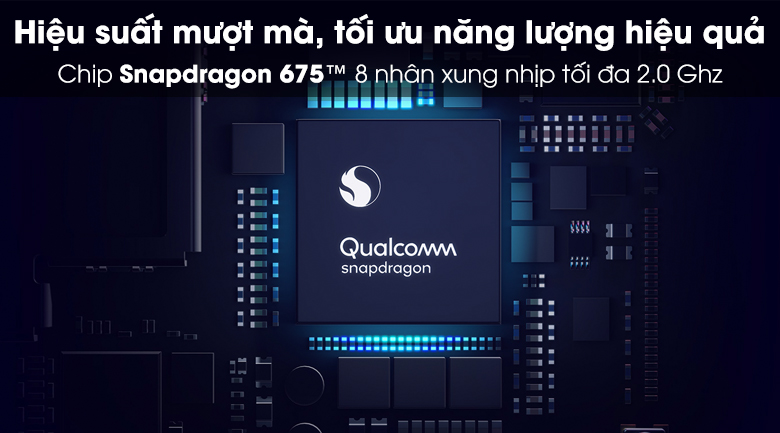 Hiệu suất mượt mà, tối ưu năng lượng hiệu quả
Chip Snapdragon 675™ 8 nhân xung nhịp tối đa 2.0 Ghz
Qualcomm
snapdragon